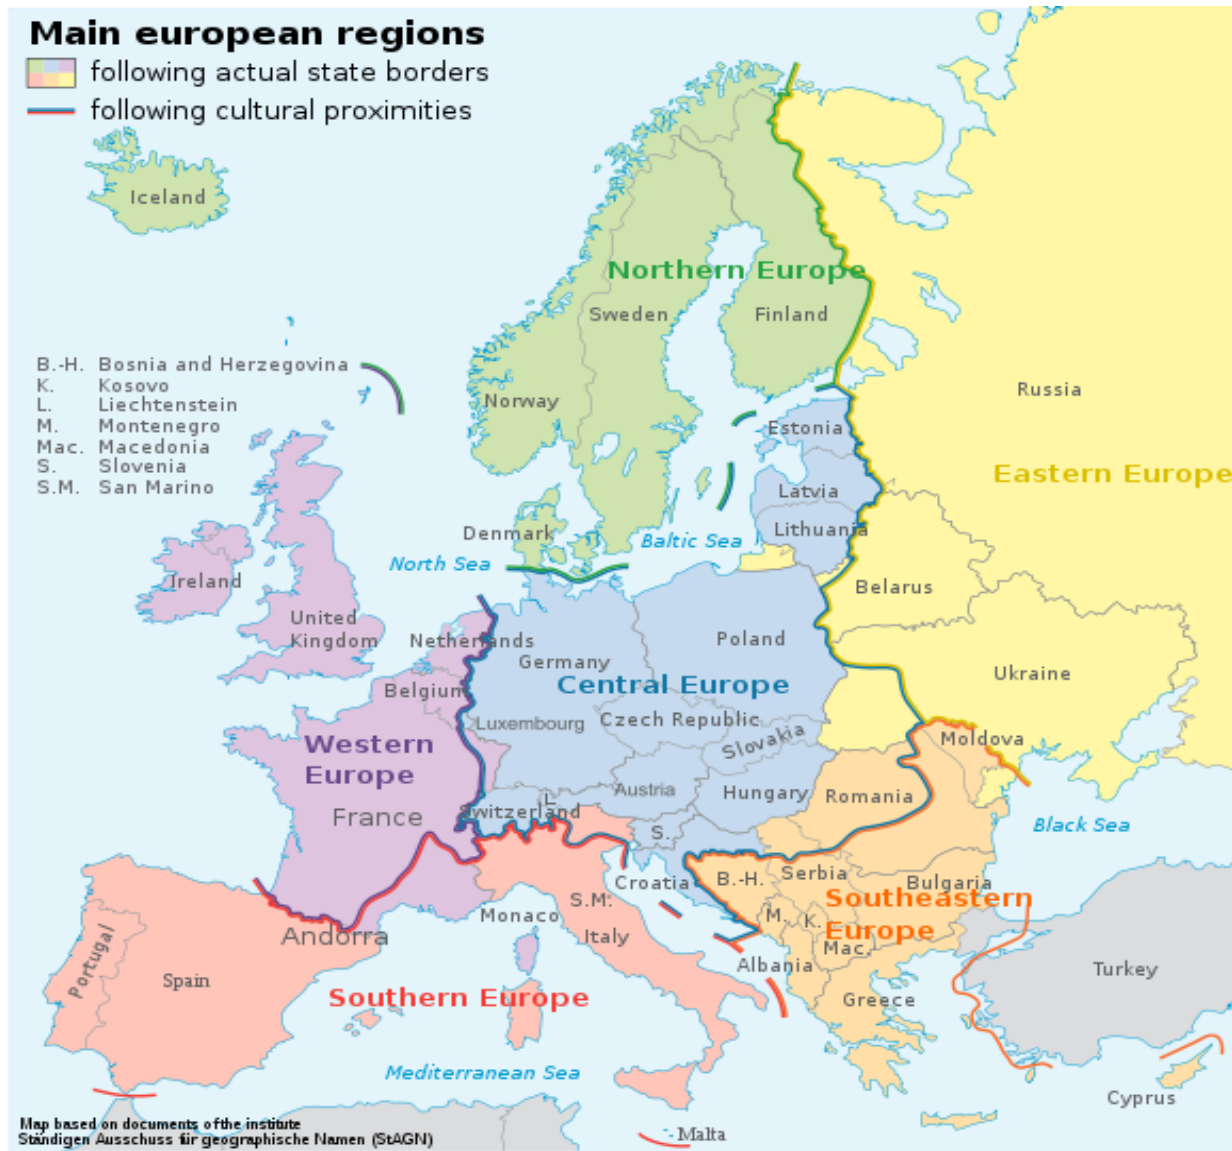 Main european regions
following actual state borders
following cultural proximities
Iceland
Northern Europe
Sweden
Finland
Norway
Russia
B.-H. Bosnia and Herzegovina
K. Kosovo
L. Liechtenstein
M. Montenegro
Mac. Macedonia
S. Slovenia
S.M. San Marino
Estonia
Eastern Europe
Latvia
Lithuania
Denmark
Baltic Sea
North Sea
Ireland
Belarus
United
Kingdom
Netherlands
Poland
Germany
Ukraine
Belgium
Central Europe
Luxembourg
Czech Republic
Slovakia
Moldova
Western
Europe
Austria
Hungary
Romania
L.
Switzerland
France
Black Sea
S.
Croatia
B.-H.
Serbia
Bulgaria
S.M.
Southeastern
Europe
Monaco
M.
K.
Andorra
Italy
Mac.
Portugal
Spain
Albania
Turkey
Southern Europe
Greece
Mediterranean Sea
Cyprus
Malta
Map based on documents of the institute
Ständigen Ausschuss für geographische Namen (StAGN)